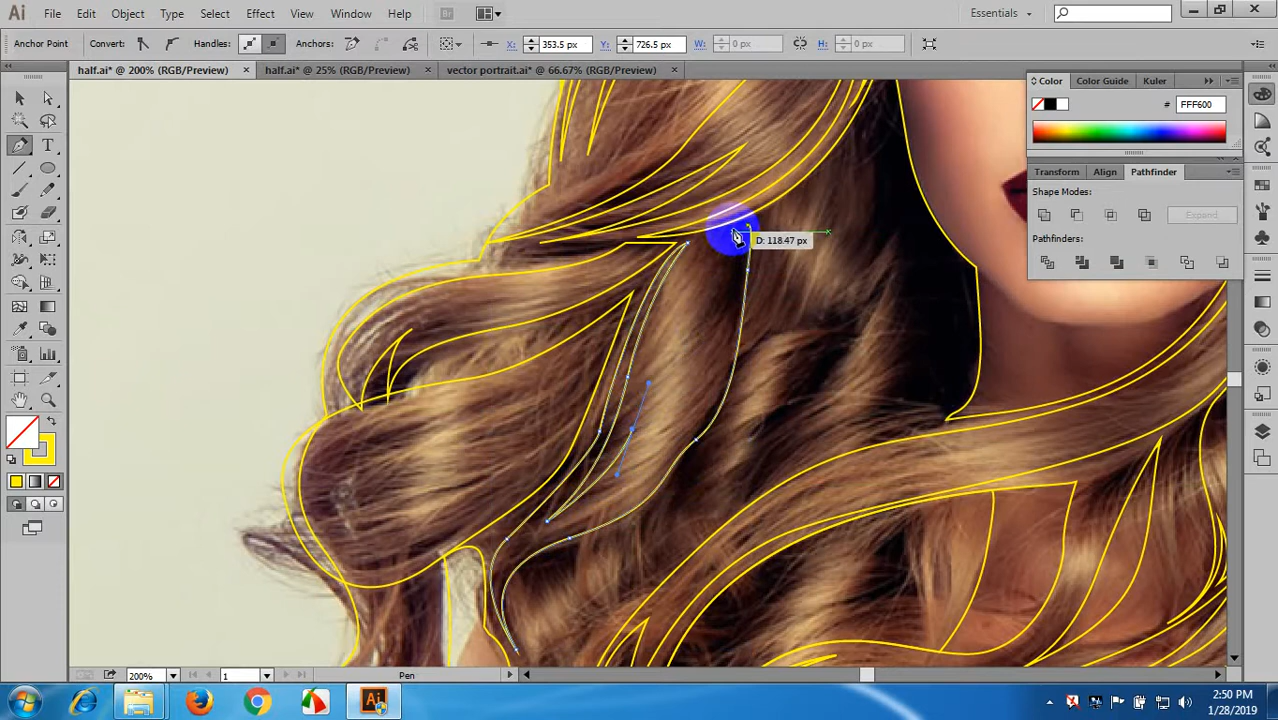 Ai File Edit Object Type Select Effect View Window Help Br Essentials
Anchor Point Convert: Handles: Anchors: X: 353.5 px Y: 726.5 px W: 0 px H: 0 px
half.ai* @ 200% (RGB/Preview) × half.ai* @ 25% (RGB/Preview) × vector portrait.ai* @ 66.67% (RGB/Preview) ×
Color Color Guide Kuler
# FFF600
Transform Align Pathfinder
Shape Modes:
Expand
Pathfinders:
D: 118.47 px
200% 1 Pen
2:50 PM
1/28/2019